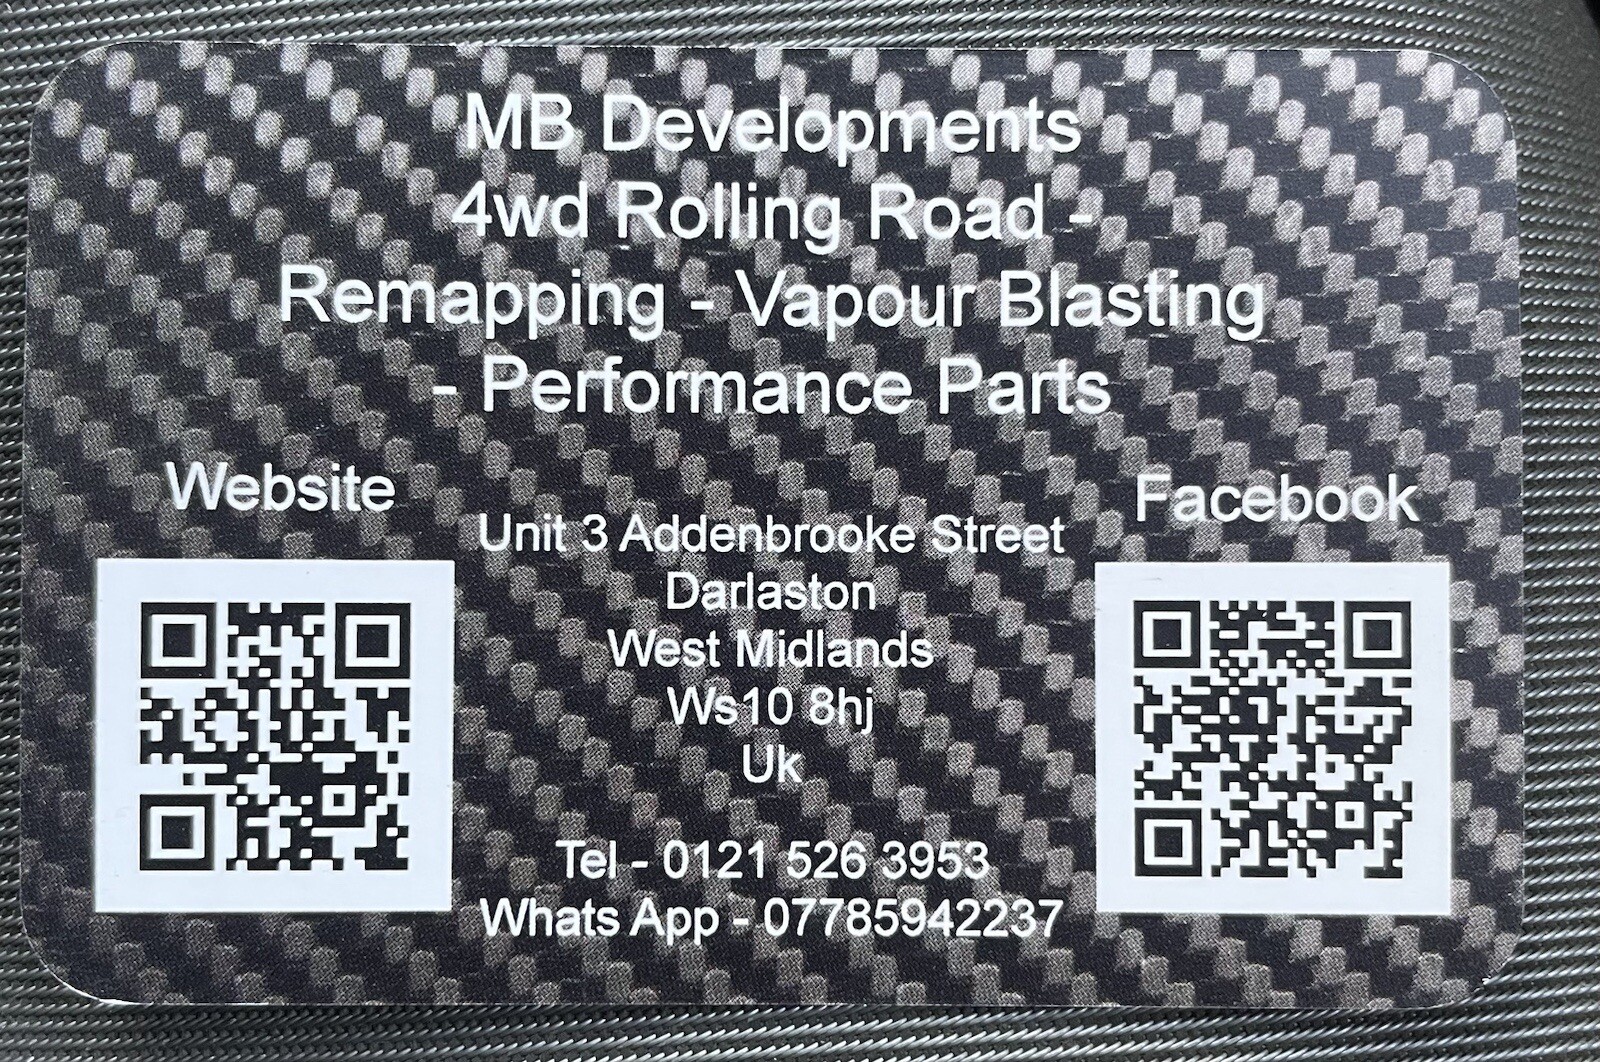 MB Developments
4wd Rolling Road -
Remapping - Vapour Blasting
- Performance Parts
Website
Facebook
Unit 3 Addenbrooke Street
Darlaston
West Midlands
Ws10 8hj
Uk
Tel - 0121 526 3953
Whats App - 07785942237